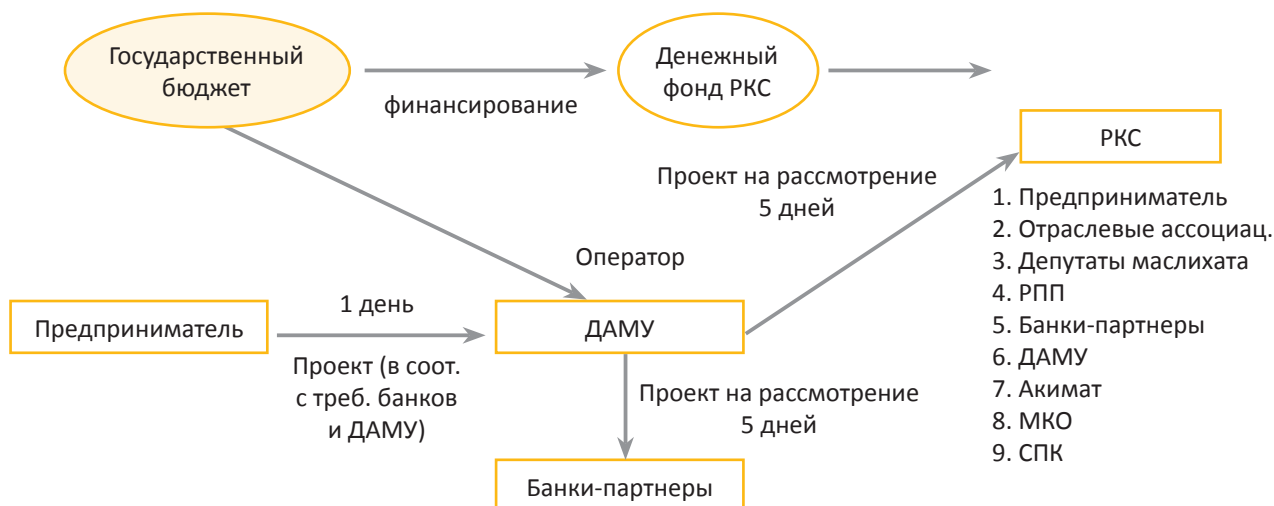 Государственный
бюджет
финансирование
Денежный
фонд РКС
РКС
Проект на рассмотрение
5 дней
1. Предприниматель
2. Отраслевые ассоциац.
3. Депутаты маслихата
4. РПП
5. Банки-партнеры
6. ДАМУ
7. Акимат
8. МКО
9. СПК
Оператор
Предприниматель
1 день
Проект (в соот.
с треб. банков
и ДАМУ)
ДАМУ
Проект на рассмотрение
5 дней
Банки-партнеры